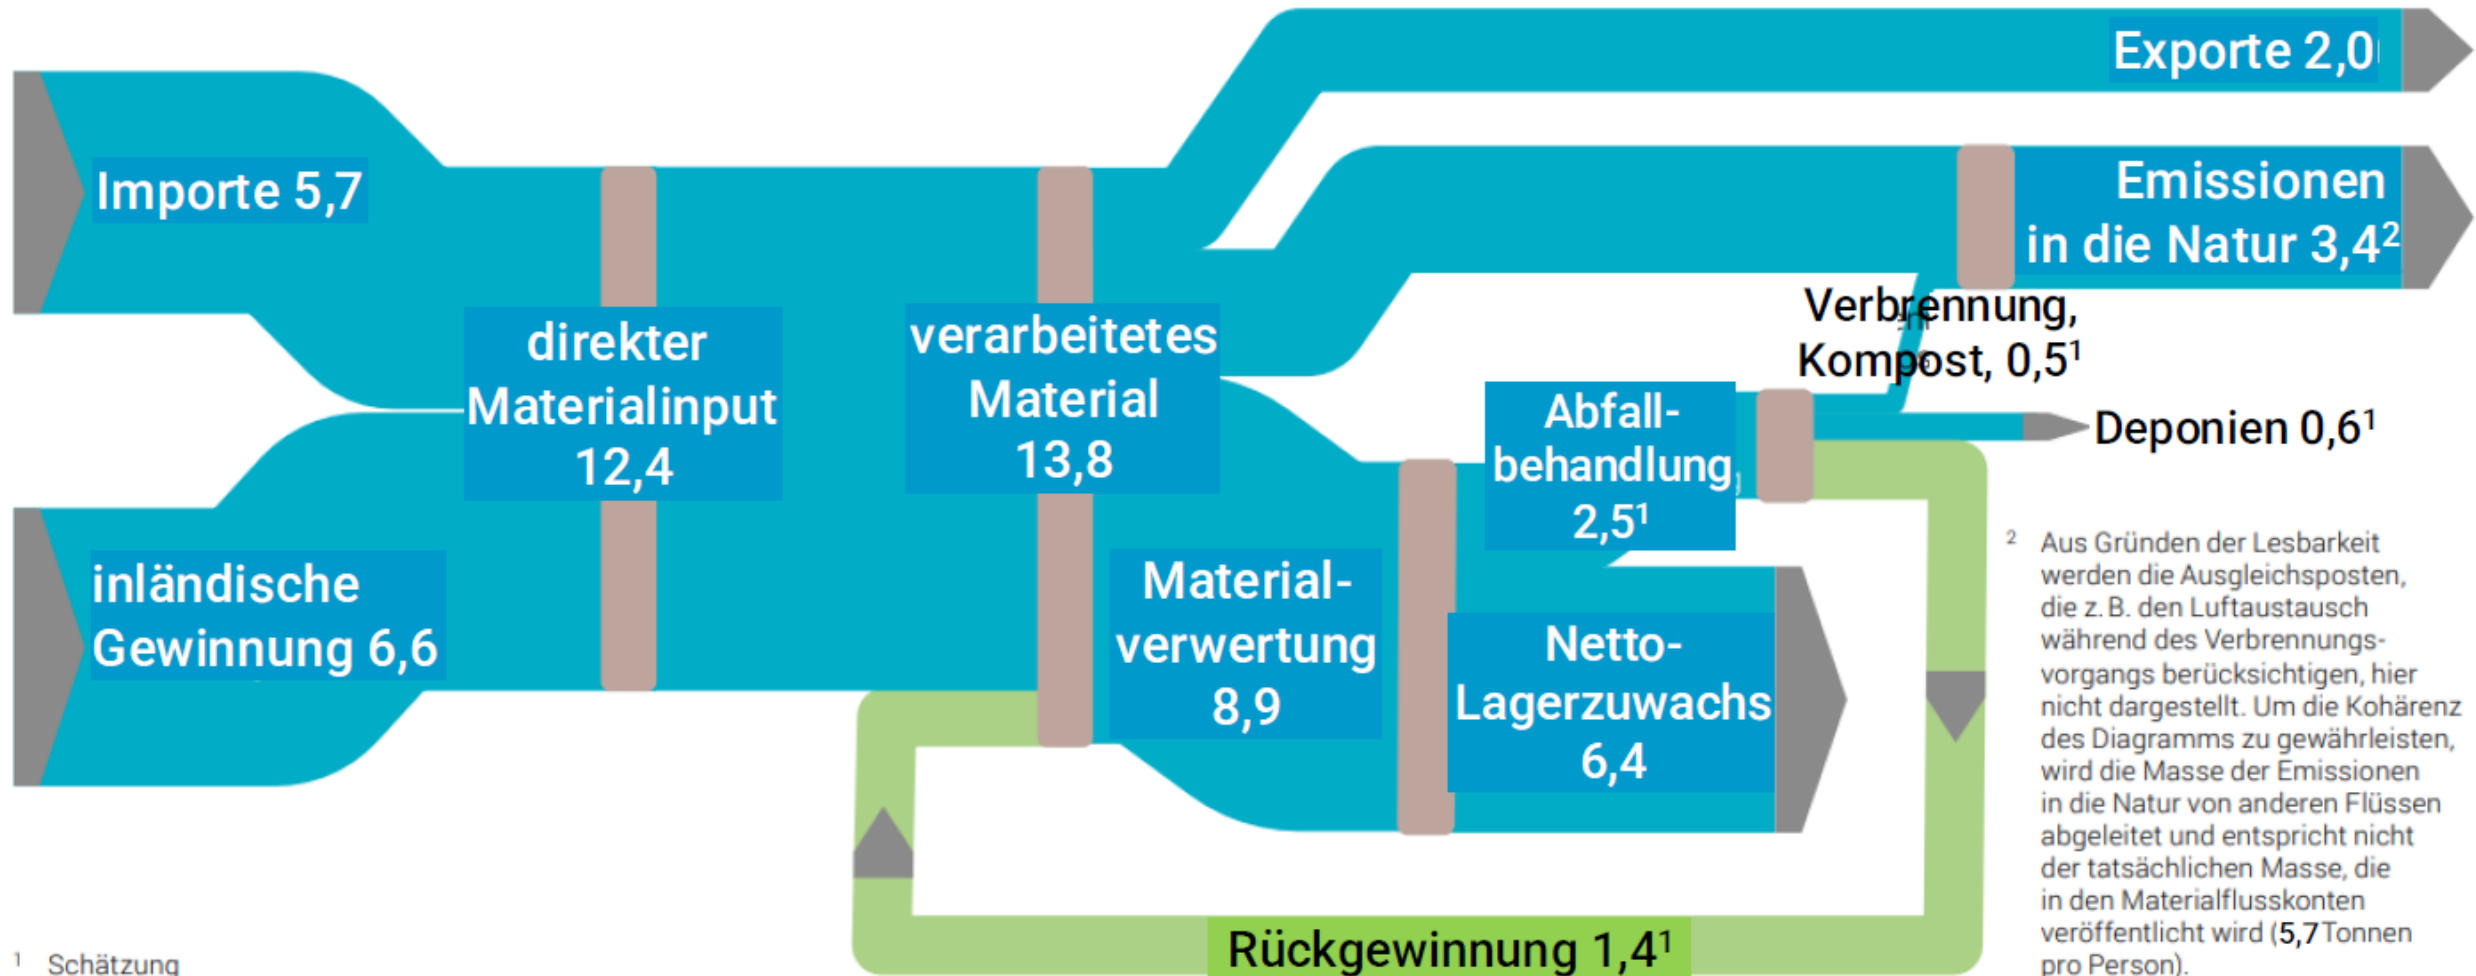 Exporte 2,0
Importe 5,7
Emissionen
in die Natur 3,4²
Verbrennung,
Kompost, 0,5¹
direkter
Materialinput
12,4
verarbeitetes
Material
13,8
Abfall-
behandlung,
2,5¹
Deponien 0,6¹
inländische
Gewinnung 6,6
Material-
verwertung
8,9
Netto-
Lagerzuwachs
6,4
Rückgewinnung 1,4¹
¹ Schätzung
² Aus Gründen der Lesbarkeit
werden die Ausgleichsposten,
die z. B. den Luftaustausch
während des Verbrennungs-
vorgangs berücksichtigen, hier
nicht dargestellt. Um die Kohärenz
des Diagramms zu gewährleisten,
wird die Masse der Emissionen
in die Natur von anderen Flüssen
abgeleitet und entspricht nicht
der tatsächlichen Masse, die
in den Materialflusskonten
veröffentlicht wird (5,7 Tonnen
pro Person).